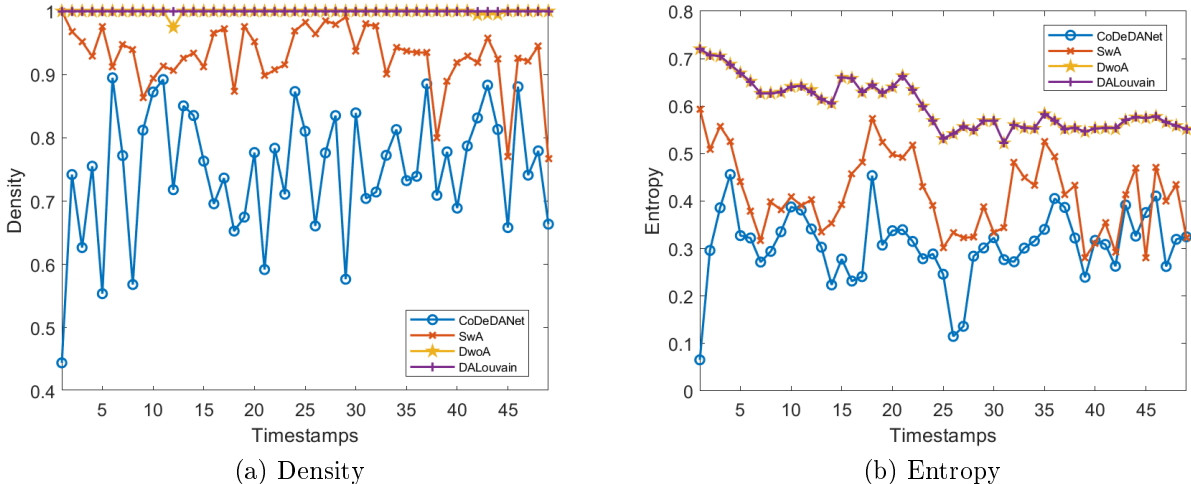 1
0.9
0.8
0.7
0.6
0.5
0.4
Density
5 10 15 20 25 30 35 40 45
Timestamps
CoDeDANet
SwA
DwoA
DALouvain
(a) Density
0.8
0.7
0.6
0.5
0.4
0.3
0.2
0.1
0
Entropy
5 10 15 20 25 30 35 40 45
Timestamps
CoDeDANet
SwA
DwoA
DALouvain
(b) Entropy